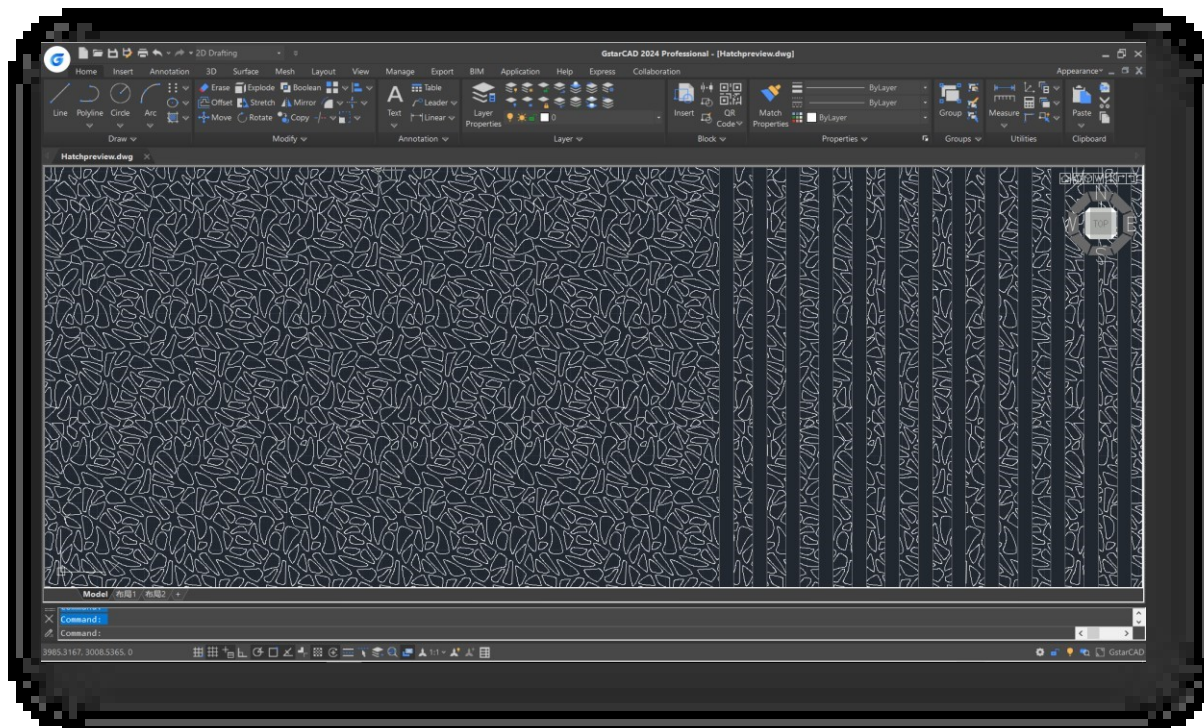 2D Drafting
GstarCAD 2024 Professional - [Hatchpreview.dwg]
Home Insert Annotation 3D Surface Mesh Layout View Manage Export BIM Application Help Express Collaboration Appearance
Line Polyline Circle Arc
Erase Explode Boolean
Offset Stretch Mirror
Move Rotate Copy
Text
Table
Leader
Linear
Layer Properties
0
Insert
QR Code
Match Properties
ByLayer
ByLayer
ByLayer
Group
Measure
Paste
Draw Modify Annotation Layer Block Properties Groups Utilities Clipboard
Hatchpreview.dwg
N
W TOP E
S
Model 布局1 布局2 +
Command:
Command:
3985.3167, 3008.5365, 0
1:1
GstarCAD